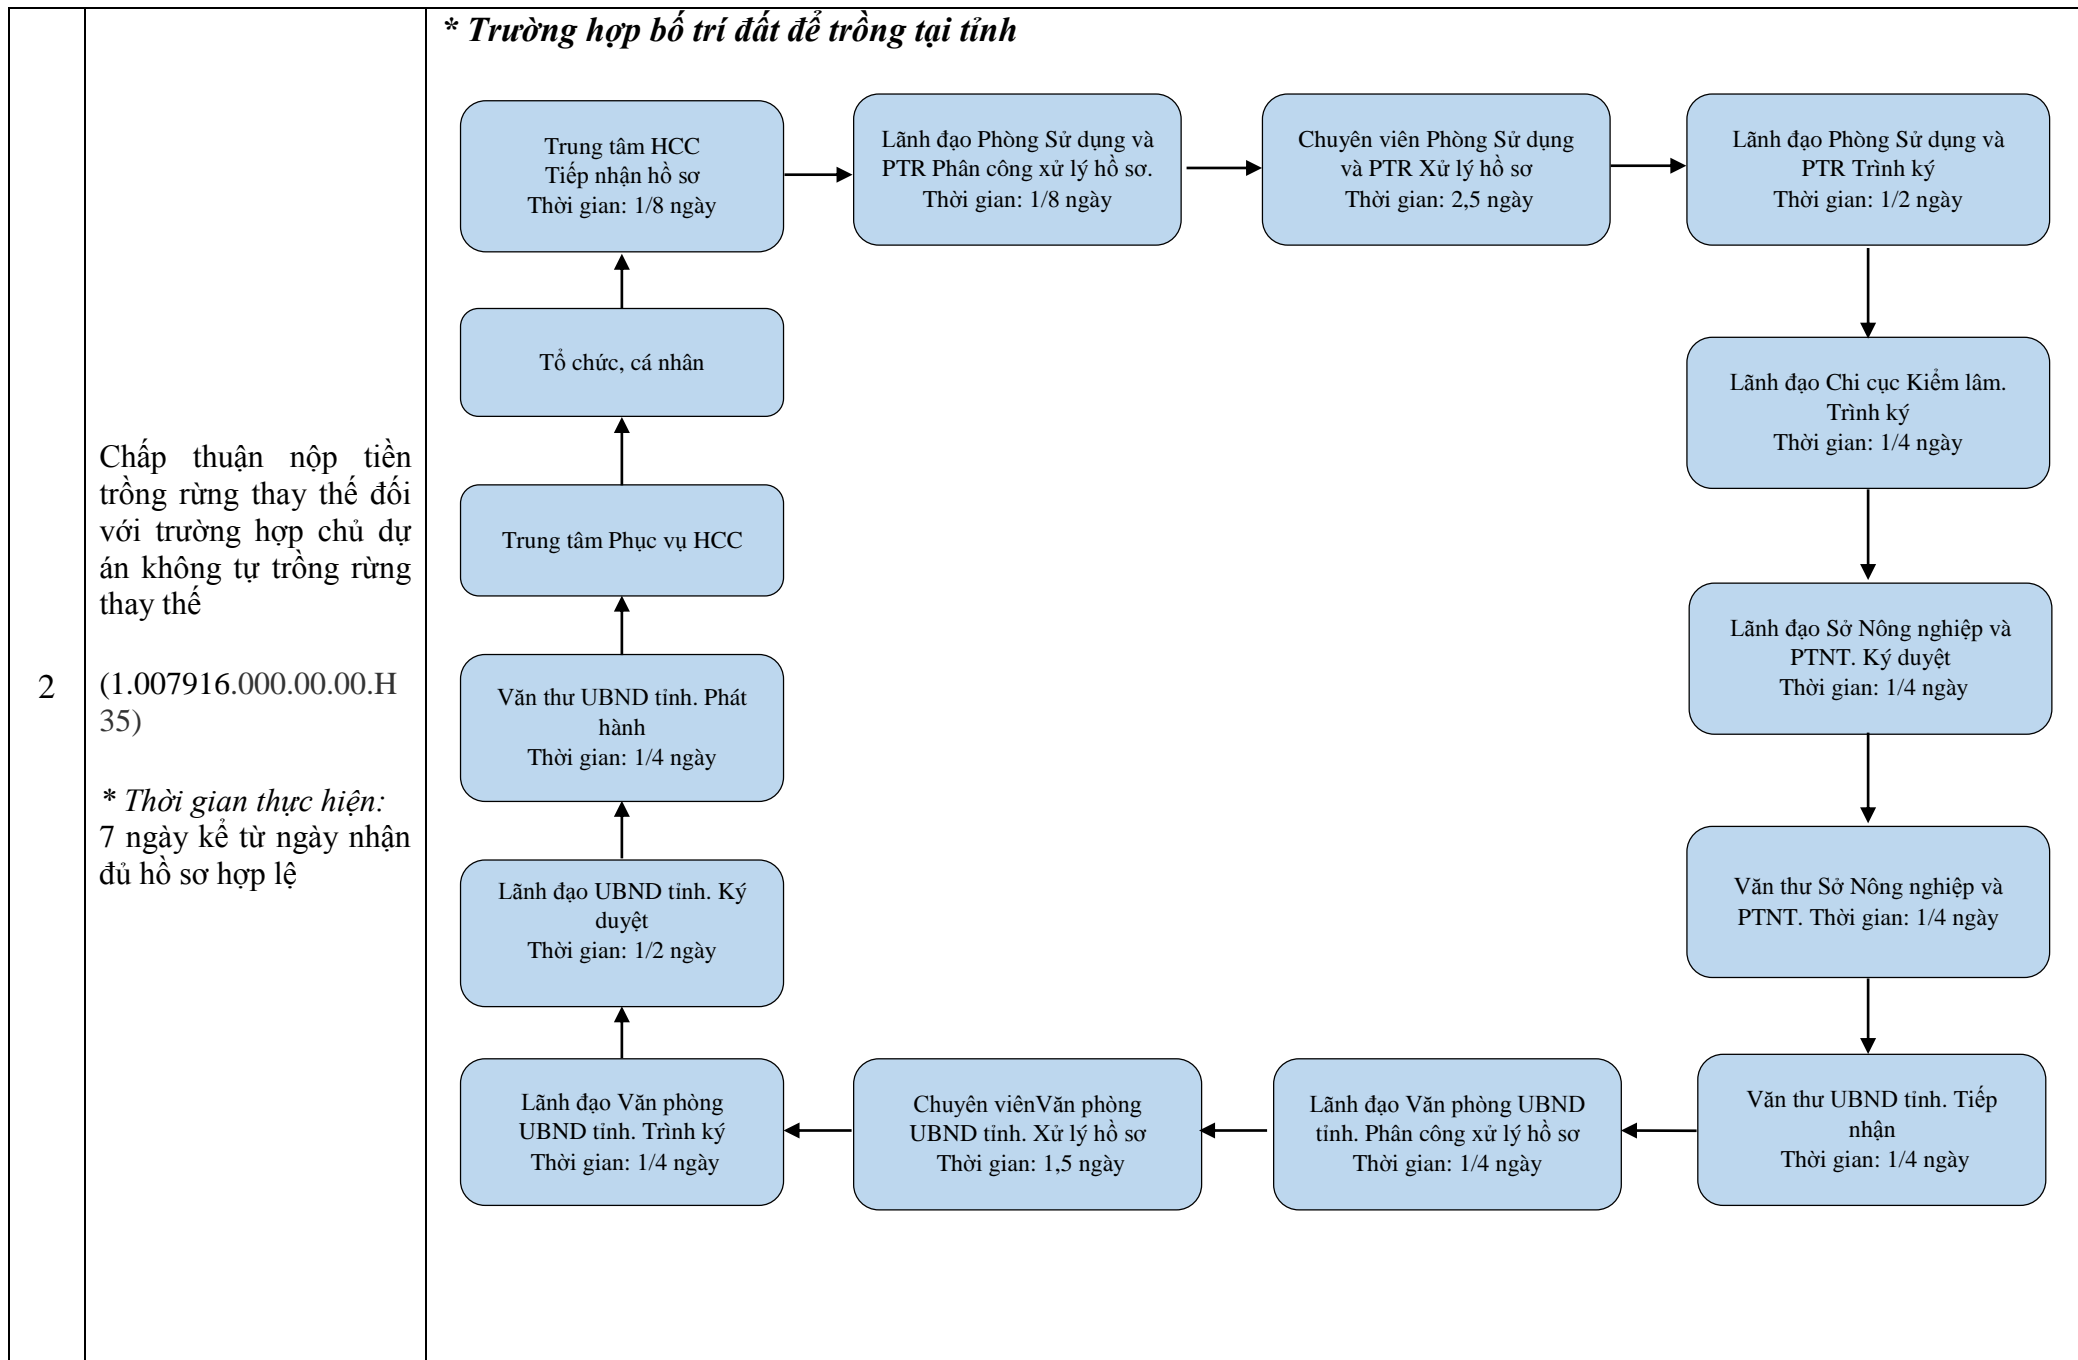 2
Chấp thuận nộp tiền
trồng rừng thay thế đối
với trường hợp chủ dự
án không tự trồng rừng
thay thế
(1.007916.000.00.00.H
35)
* Thời gian thực hiện:
7 ngày kể từ ngày nhận
đủ hồ sơ hợp lệ
* Trường hợp bố trí đất để trồng tại tỉnh
Trung tâm HCC
Tiếp nhận hồ sơ
Thời gian: 1/8 ngày
Lãnh đạo Phòng Sử dụng và
PTR Phân công xử lý hồ sơ.
Thời gian: 1/8 ngày
Chuyên viên Phòng Sử dụng
và PTR Xử lý hồ sơ
Thời gian: 2,5 ngày
Lãnh đạo Phòng Sử dụng và
PTR Trình ký
Thời gian: 1/2 ngày
Lãnh đạo Chi cục Kiểm lâm.
Trình ký
Thời gian: 1/4 ngày
Lãnh đạo Sở Nông nghiệp và
PTNT. Ký duyệt
Thời gian: 1/4 ngày
Văn thư Sở Nông nghiệp và
PTNT. Thời gian: 1/4 ngày
Văn thư UBND tỉnh. Tiếp
nhận
Thời gian: 1/4 ngày
Lãnh đạo Văn phòng UBND
tỉnh. Phân công xử lý hồ sơ
Thời gian: 1/4 ngày
Chuyên viênVăn phòng
UBND tỉnh. Xử lý hồ sơ
Thời gian: 1,5 ngày
Lãnh đạo Văn phòng
UBND tỉnh. Trình ký
Thời gian: 1/4 ngày
Lãnh đạo UBND tỉnh. Ký
duyệt
Thời gian: 1/2 ngày
Văn thư UBND tỉnh. Phát
hành
Thời gian: 1/4 ngày
Trung tâm Phục vụ HCC
Tổ chức, cá nhân